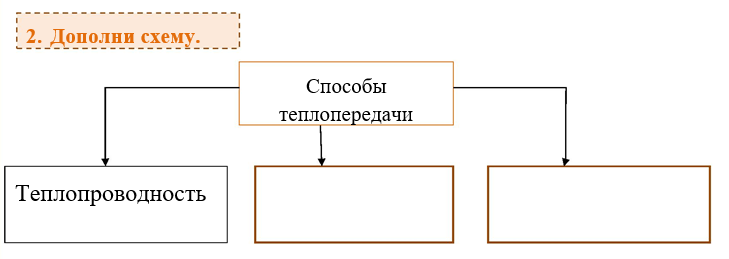 2. Дополни схему.
Способы
теплопередачи
Теплопроводность